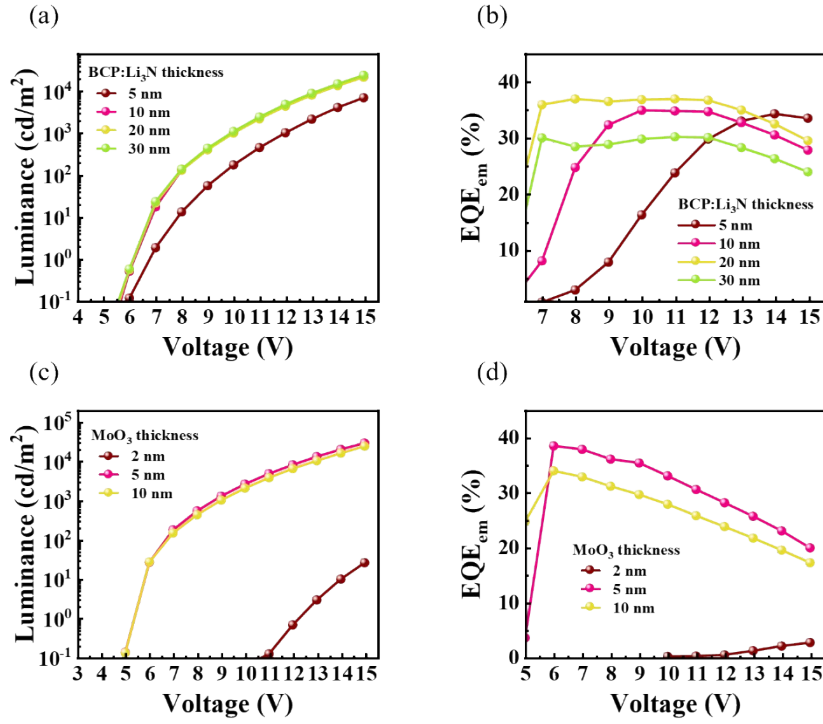 (a)
Luminance (cd/m²)
10⁴
10³
10²
10¹
10⁰
10⁻¹
BCP:Li₃N thickness
5 nm
10 nm
20 nm
30 nm
4 5 6 7 8 9 10 11 12 13 14 15
Voltage (V)
(b)
EQEₑₘ (%)
40
30
20
10
BCP:Li₃N thickness
5 nm
10 nm
20 nm
30 nm
7 8 9 10 11 12 13 14 15
Voltage (V)
(c)
Luminance (cd/m²)
10⁵
10⁴
10³
10²
10¹
10⁰
10⁻¹
MoO₃ thickness
2 nm
5 nm
10 nm
3 4 5 6 7 8 9 10 11 12 13 14 15
Voltage (V)
(d)
EQEₑₘ (%)
40
30
20
10
0
MoO₃ thickness
2 nm
5 nm
10 nm
5 6 7 8 9 10 11 12 13 14 15
Voltage (V)